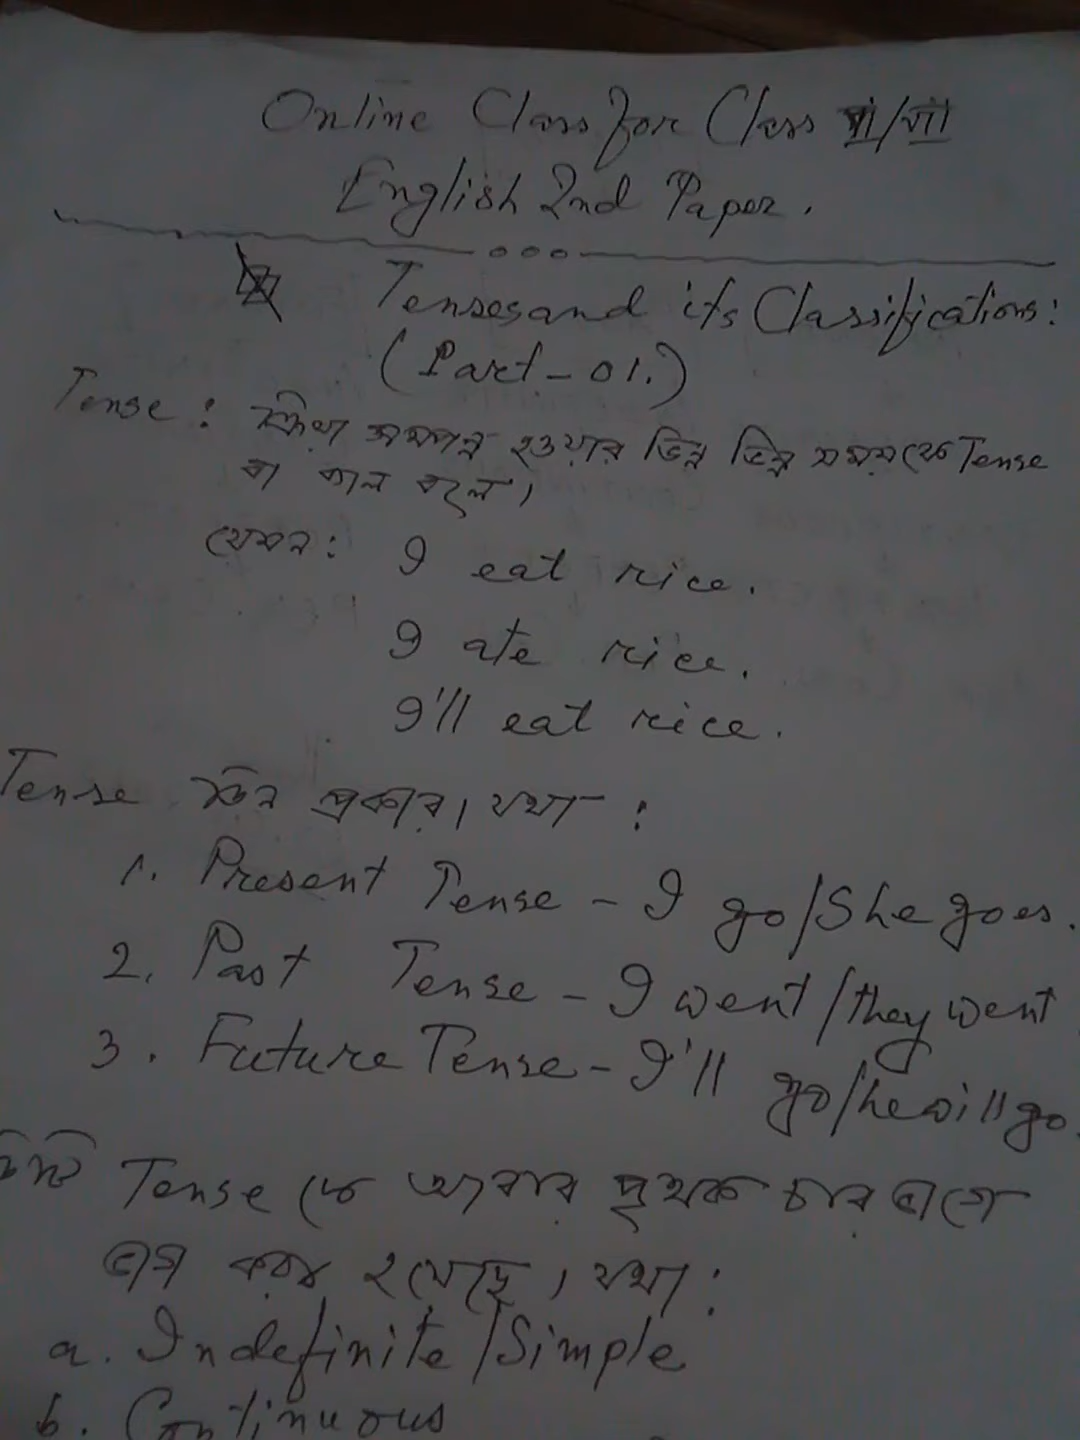 Online Class for Class VI/VII
English 2nd Paper.
Tenses and its Classifications:
(Part-01.)
Tense: ক্রিয়া সম্পন্ন হওয়ার ভিন্ন ভিন্ন সময়কে Tense
বা কাল বলে।
যেমন: I eat rice.
I ate rice.
I'll eat rice.
Tense তিন প্রকার। যথা:
1. Present Tense - I go/She goes.
2. Past Tense - I went/they went
3. Future Tense - I'll go/he will go.
Tense কে আবার পৃথক চার ভাগে
ভাগ করা হয়েছে। যথা:
a. Indefinite/Simple
b. Continuous